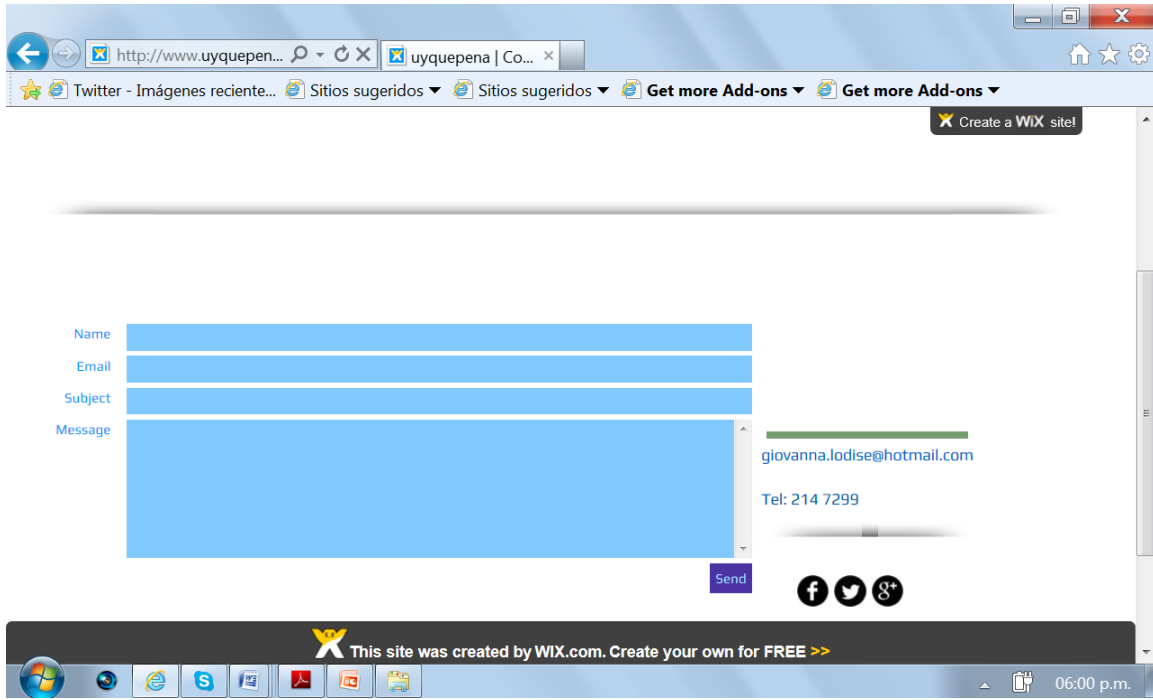 http://www.uyquepen...
uyquepena | Co...
Twitter - Imágenes reciente...
Sitios sugeridos
Sitios sugeridos
Get more Add-ons
Get more Add-ons
Create a WiX site!
Name
Email
Subject
Message
giovanna.lodise@hotmail.com
Tel: 214 7299
Send
This site was created by WIX.com. Create your own for FREE >>
06:00 p.m.